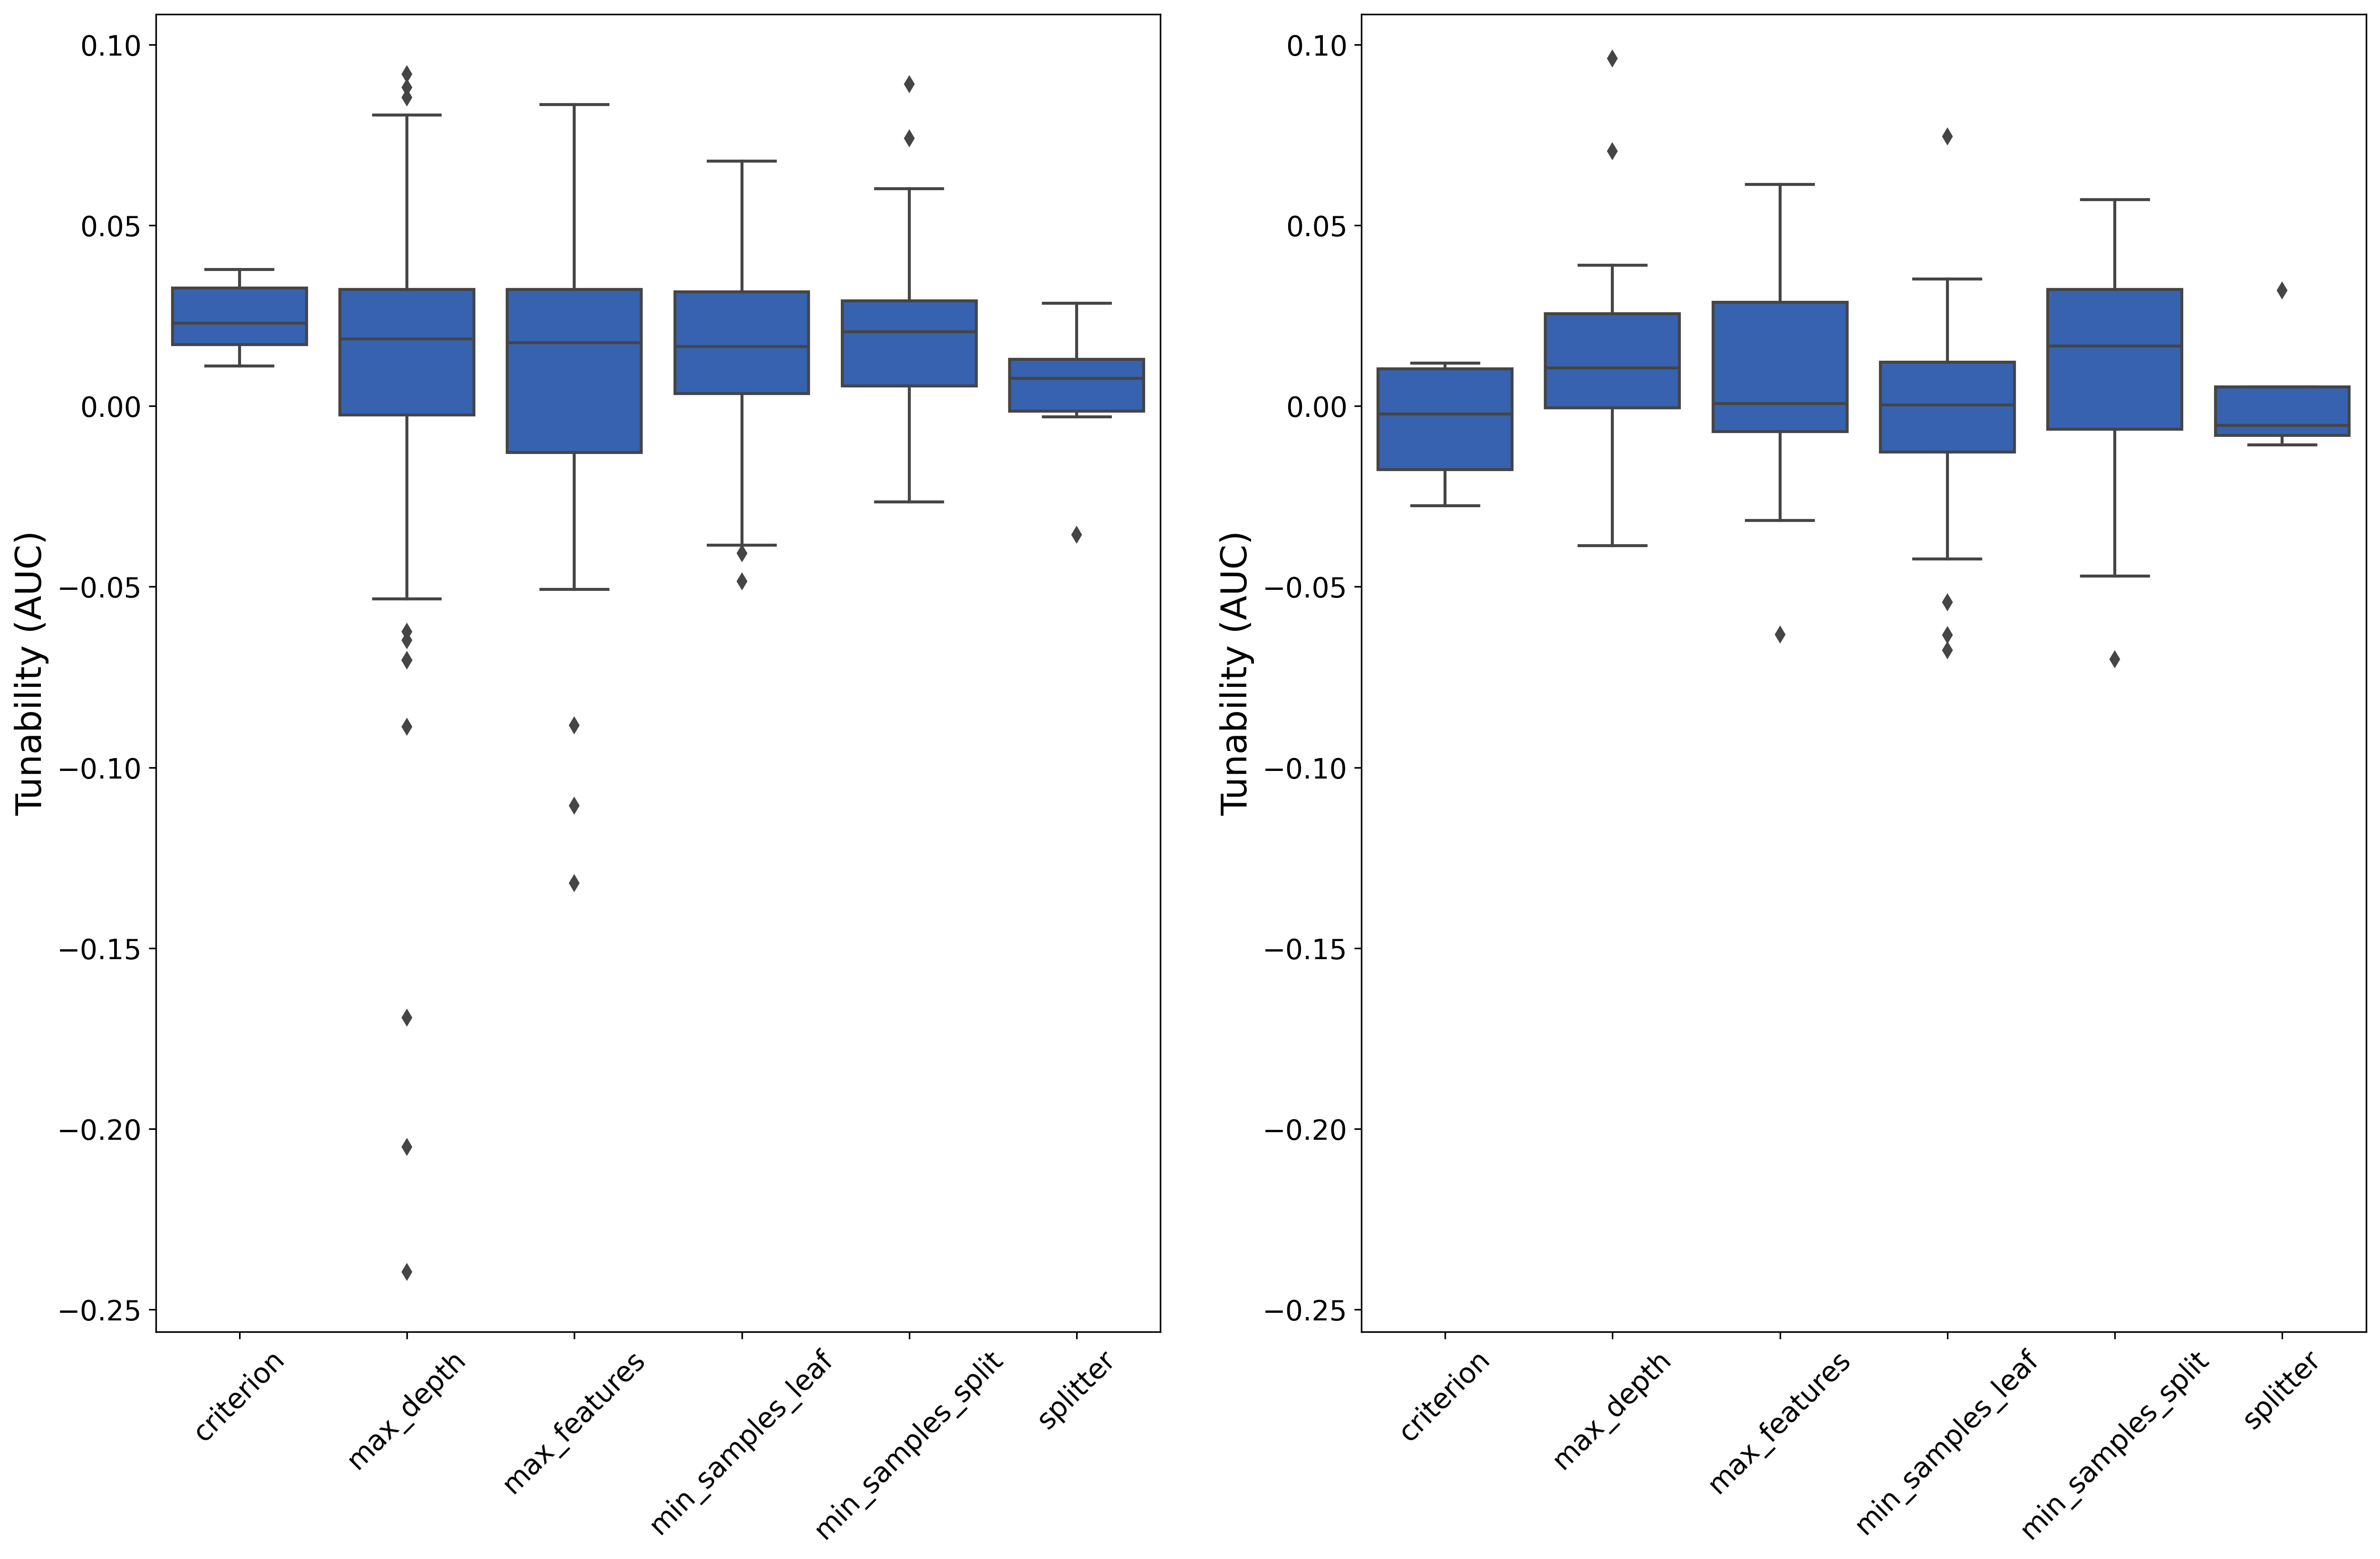 Tunability (AUC)
0.10
0.05
0.00
−0.05
−0.10
−0.15
−0.20
−0.25
criterion
max_depth
max_features
min_samples_leaf
min_samples_split
splitter
Tunability (AUC)
0.10
0.05
0.00
−0.05
−0.10
−0.15
−0.20
−0.25
criterion
max_depth
max_features
min_samples_leaf
min_samples_split
splitter